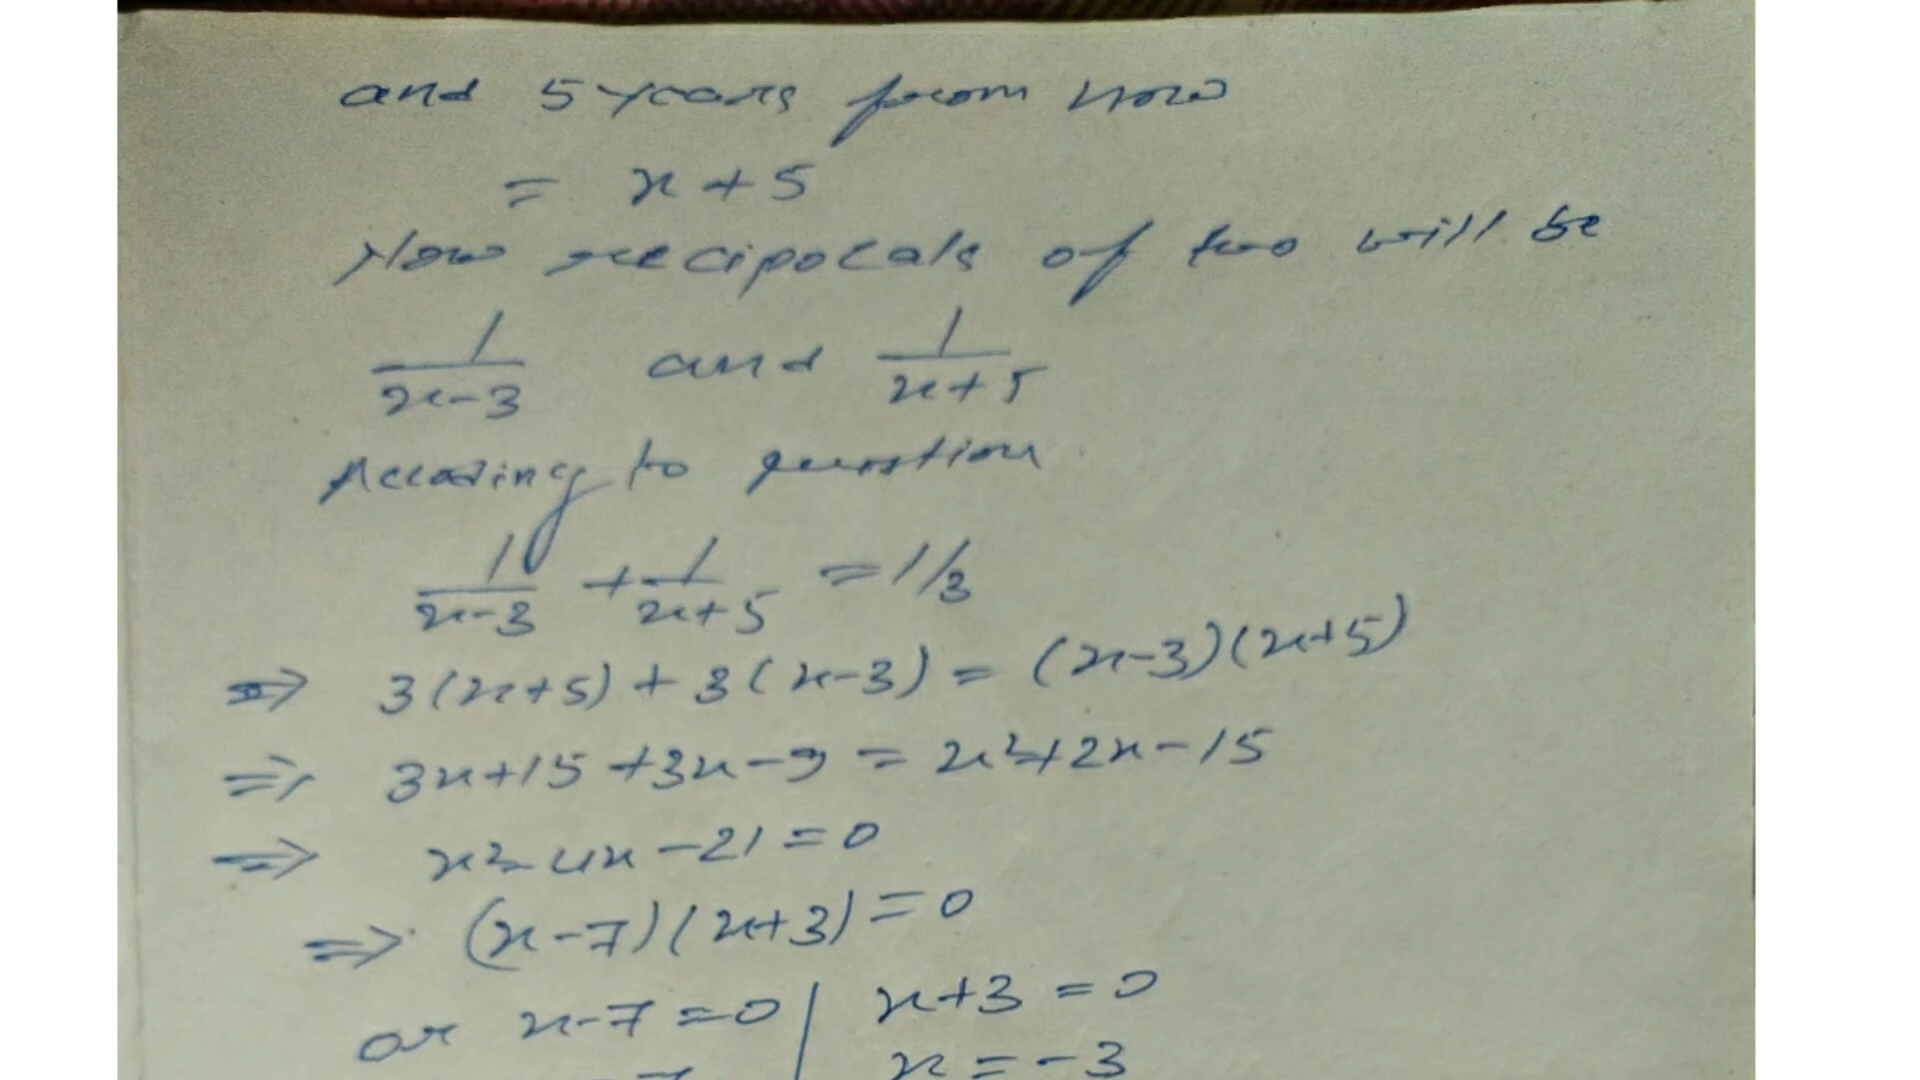 and 5 years from now
= x + 5
Now recipocals of two will be
1/(x-3) and 1/(x+5)
According to question
1/(x-3) + 1/(x+5) = 1/3
⇒ 3(x+5) + 3(x-3) = (x-3)(x+5)
⇒ 3x+15+3x-9 = x²+2x-15
⇒ x²-4x-21=0
⇒ (x-7)(x+3)=0
or x-7=0 | x+3=0
x=-3